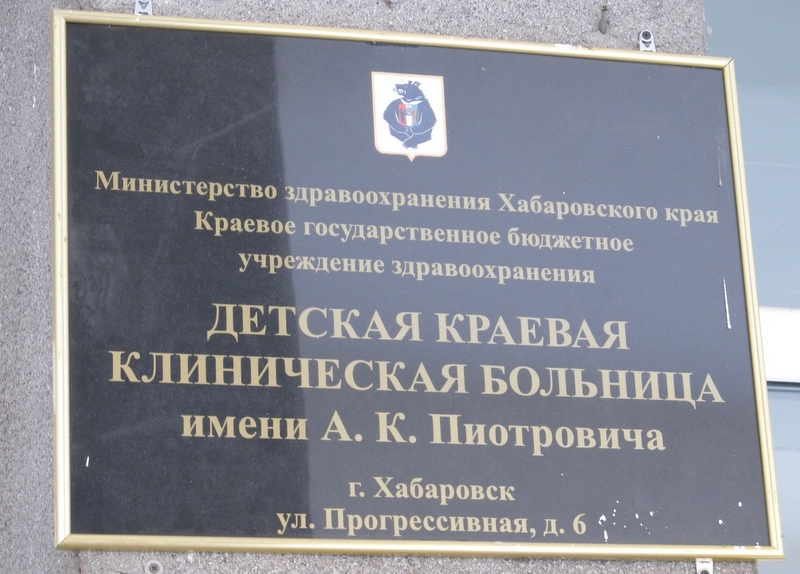 Министерство здравоохранения Хабаровского края
Краевое государственное бюджетное
учреждение здравоохранения
ДЕТСКАЯ КРАЕВАЯ
КЛИНИЧЕСКАЯ БОЛЬНИЦА
имени А. К. Пиотровича
г. Хабаровск
ул. Прогрессивная, д. 6